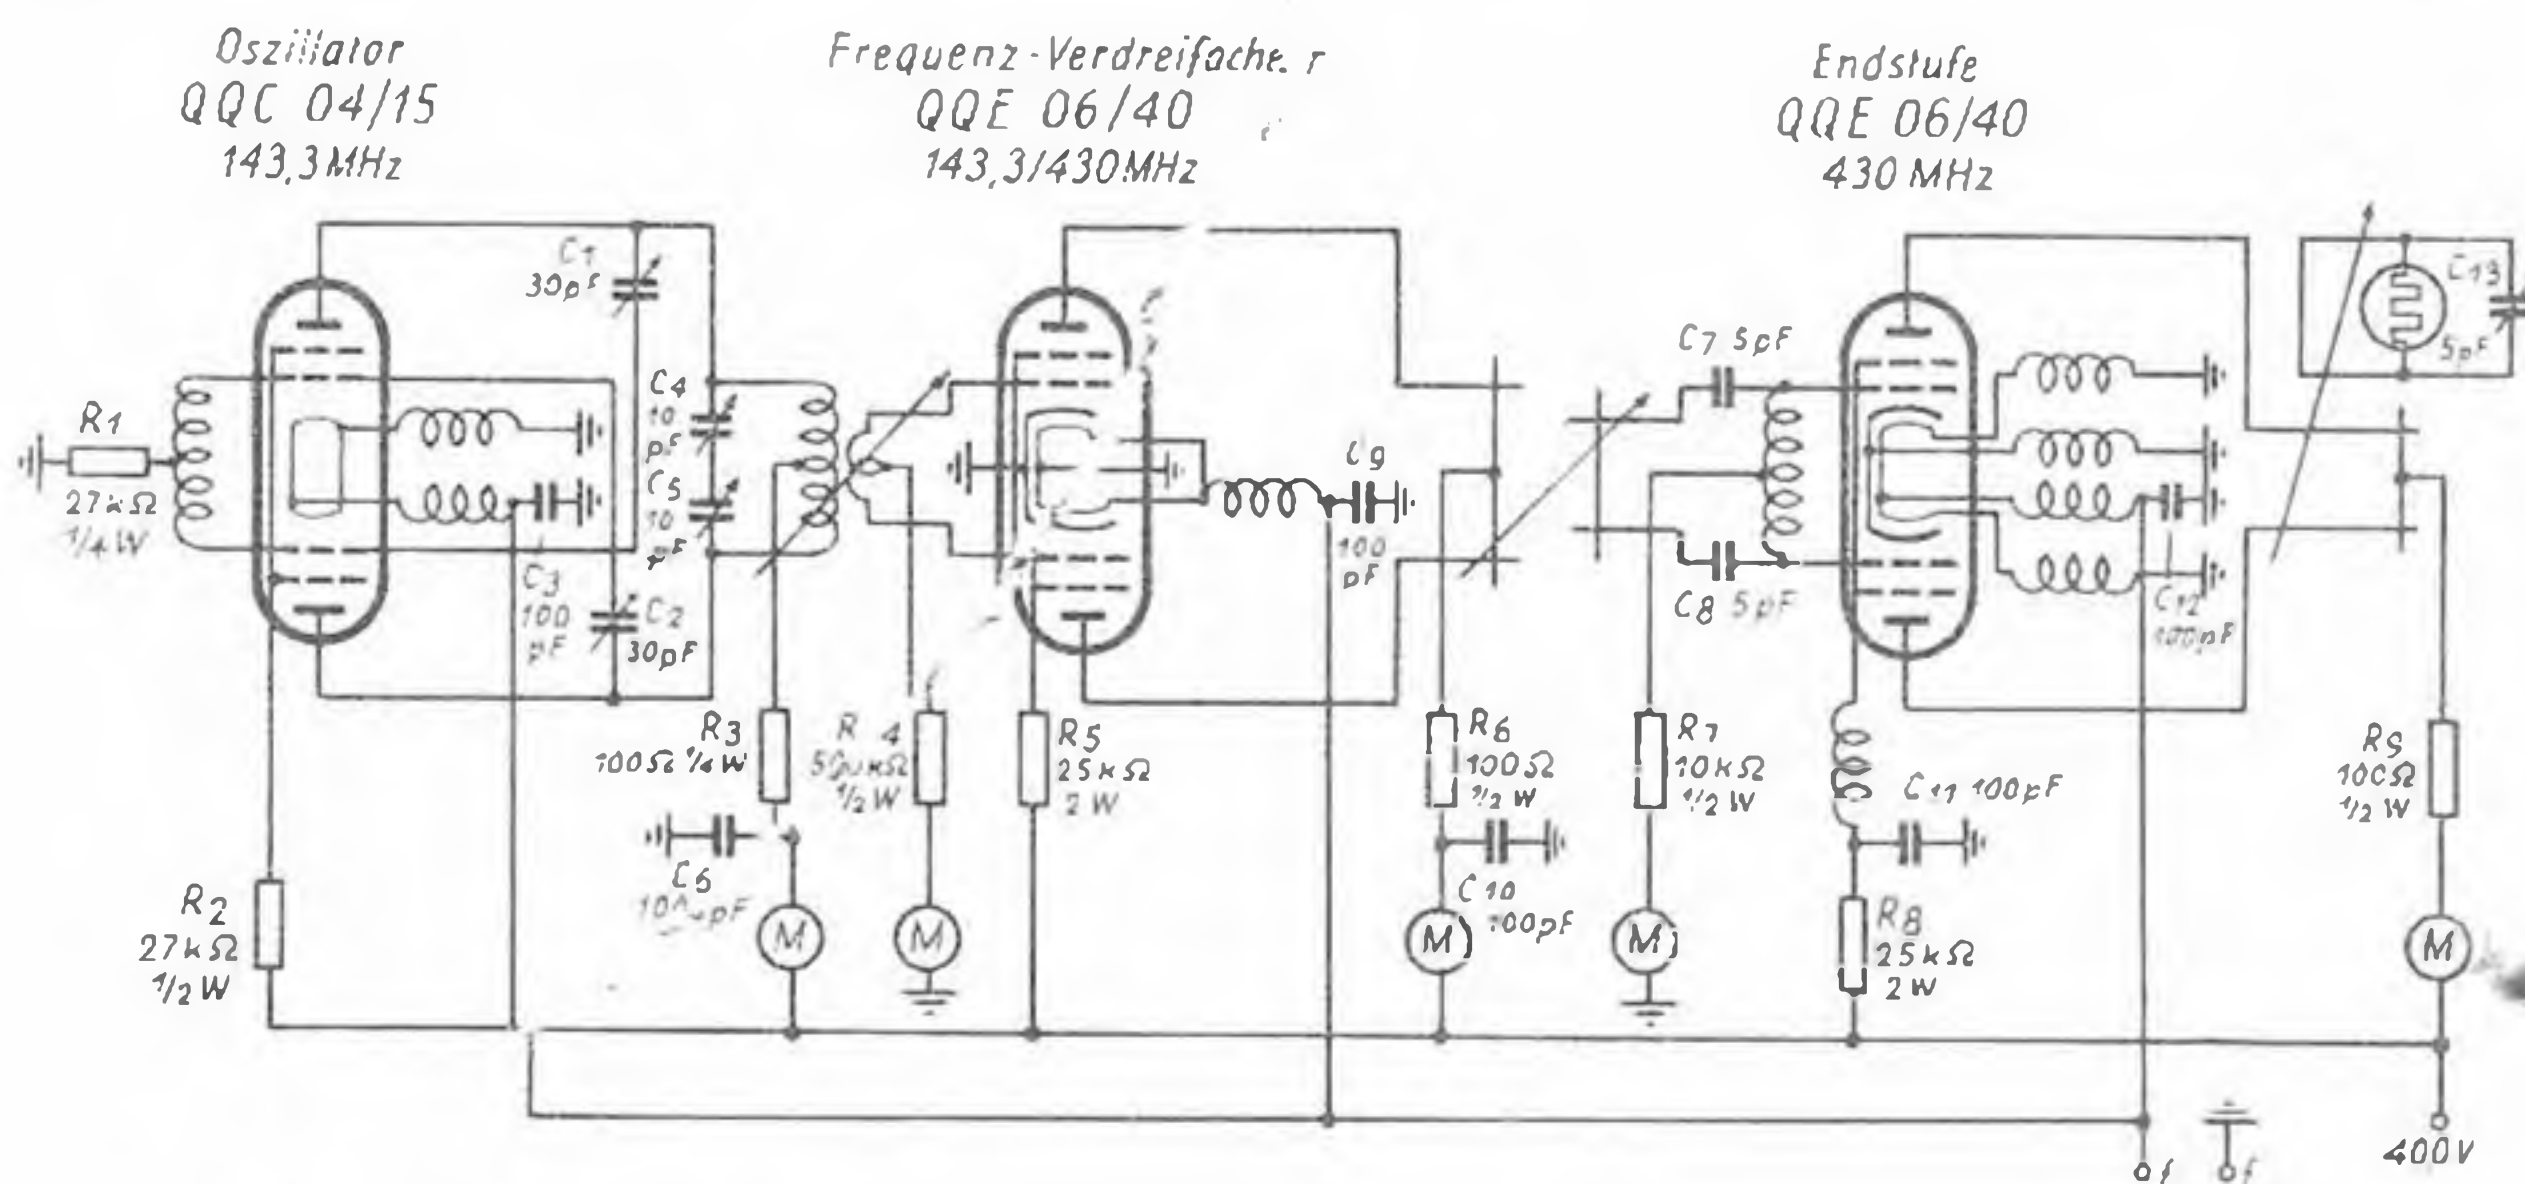 Oszillator
QQC 04/15
143,3 MHz
Frequenz-Verdreifacher
QQE 06/40
143,3/430 MHz
Endstufe
QQE 06/40
430 MHz
R1
27kΩ
1/4 W
C1
30pF
C4
10
pF
C5
10
pF
C3
100
pF
C2
30pF
R2
27kΩ
1/2 W
R3
100Ω 1/4 W
R4
1/2 W
R5
25kΩ
2 W
C9
100
pF
R6
100Ω
1/2 W
C10
100pF
M
M
M
M
M
C7 5pF
C8 5pF
R7
10kΩ
1/2 W
C11 100pF
R8
25kΩ
2 W
C12
100pF
C13
5pF
R9
100Ω
1/2 W
400V
f
f